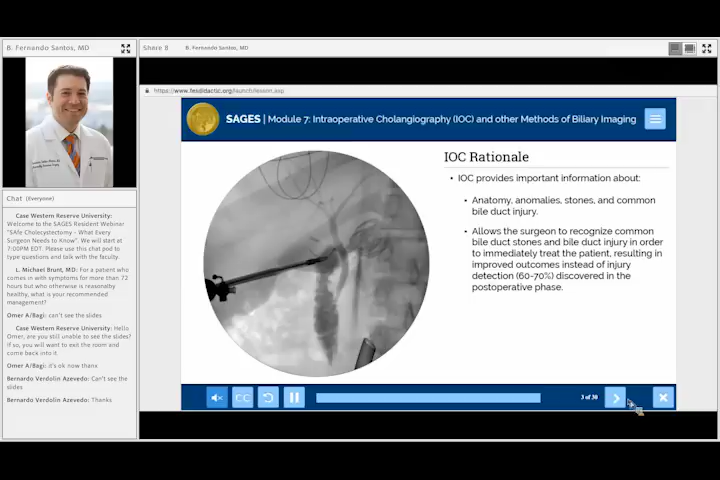 B. Fernando Santos, MD
Share 8 B. Fernando Santos, MD
https://www.fesdidactic.org/launch/lesson.asp
SAGES | Module 7: Intraoperative Cholangiography (IOC) and other Methods of Biliary Imaging
IOC Rationale
• IOC provides important information about:
• Anatomy, anomalies, stones, and common
bile duct injury.
• Allows the surgeon to recognize common
bile duct stones and bile duct injury in order
to immediately treat the patient, resulting in
improved outcomes instead of injury
detection (60-70%) discovered in the
postoperative phase.
Chat (Everyone)
Case Western Reserve University:
Welcome to the SAGES Resident Webinar
"SAfe Cholecystectomy - What Every
Surgeon Needs to Know". We will start at
7:00PM EDT. Please use this chat pod to
type questions and talk with the faculty.
L. Michael Brunt, MD: For a patient who
comes in with symptoms for more than 72
hours but who otherwise is reasonably
healthy, what is your recommended
management?
Omer A/Bagi: can't see the slides
Case Western Reserve University: Hello
Omer, are you still unable to see the slides?
If so, you will want to exit the room and
come back into it.
Omer A/Bagi: it's ok now thanx
Bernardo Verdolin Azevedo: Can't see the
slides
Bernardo Verdolin Azevedo: Thanks
CC
3 of 30